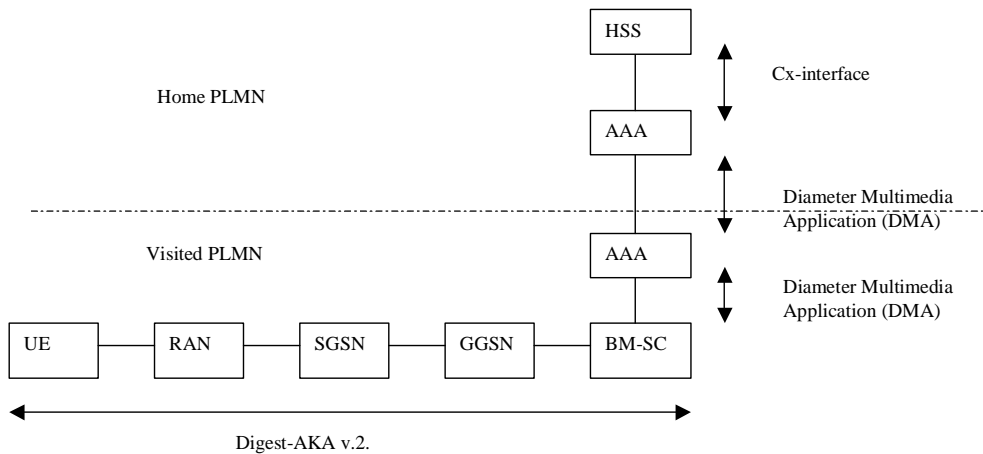 HSS
Cx-interface
Home PLMN
AAA
Diameter Multimedia
Application (DMA)
Visited PLMN
AAA
Diameter Multimedia
Application (DMA)
UE
RAN
SGSN
GGSN
BM-SC
Digest-AKA v.2.